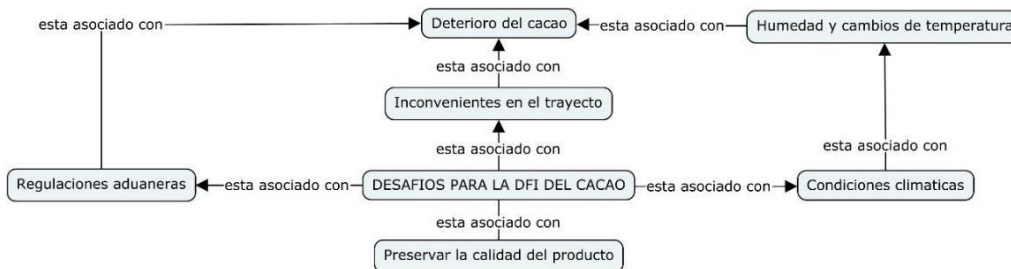 Deterioro del cacao
Humedad y cambios de temperatura
esta asociado con
esta asociado con
esta asociado con
Inconvenientes en el trayecto
esta asociado con
esta asociado con
Regulaciones aduaneras
esta asociado con
DESAFIOS PARA LA DFI DEL CACAO
esta asociado con
Condiciones climaticas
esta asociado con
Preservar la calidad del producto